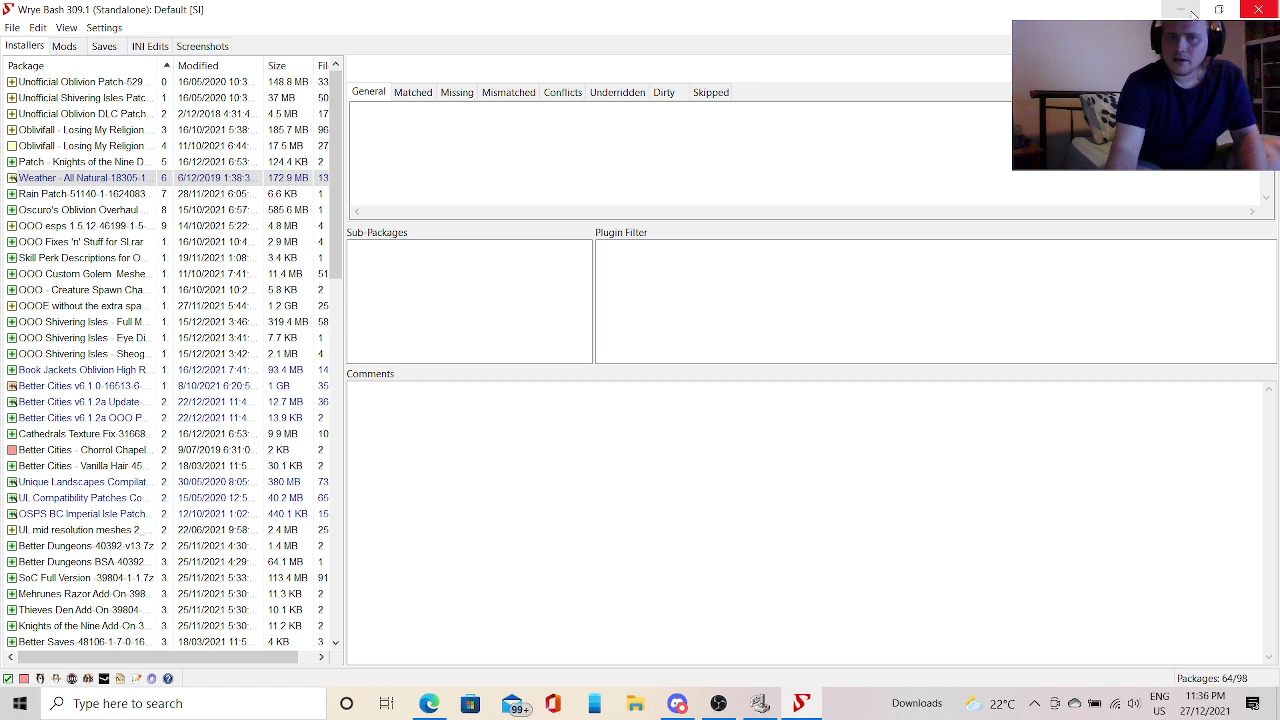 Wrye Bash 309.1 (Standalone): Default [SI]
File Edit View Settings
Installers Mods Saves INI Edits Screenshots
Package Modified Size Fil
General Matched Missing Mismatched Conflicts Underridden Dirty Skipped
Unofficial Oblivion Patch-529... 0 16/05/2020 10:3... 148.8 MB 33
Unofficial Shivering Isles Patc... 1 16/05/2020 10:3... 37 MB 50
Unofficial Oblivion DLC Patch... 2 2/12/2018 4:31:4... 4.5 MB 17
Oblivifall - Losing My Religion ... 3 16/10/2021 5:38:... 185.7 MB 96
Oblivifall - Losing My Religion ... 4 11/10/2021 6:44:... 17.5 MB 27
Patch - Knights of the Nine D... 5 16/12/2021 6:53:... 124.4 KB 2
Weather - All Natural-18305-1... 6 6/12/2019 1:38:3... 172.9 MB 13
Rain Patch-51140-1-1624083... 7 28/11/2021 6:05:... 6.6 KB 1
Oscuro's Oblivion Overhaul ... 8 15/10/2021 6:57:... 585.6 MB 6
OOO esps 1.5.12-46199-1-5-... 9 14/10/2021 5:22:... 4.8 MB 4
OOO Fixes 'n' Stuff for SI.rar 1. 16/10/2021 10:4... 2.9 MB 4
Skill Perk Descriptions for O... 1. 19/11/2021 1:08:... 3.4 KB 1
OOO Custom Golem Meshe... 1. 11/10/2021 7:41:... 11.4 MB 51
OOO - Creature Spawn Cha... 1. 16/10/2021 10:2... 5.8 KB 2
OOOE without the extra spa... 1. 27/11/2021 5:44:... 1.2 GB 25
OOO Shivering Isles - Full M... 1. 15/12/2021 3:46:... 319.4 MB 58
OOO Shivering Isles - Eye Di... 1. 15/12/2021 3:41:... 7.7 KB 1
OOO Shivering Isles - Sheog... 1. 15/12/2021 3:42:... 2.1 MB 4
Book Jackets Oblivion High R... 1. 16/12/2021 7:41:... 93.4 MB 14
Better Cities v6.1.0-16513-6-... 1. 8/10/2021 6:20:5... 1 GB 35
Better Cities v6.1.2a Update-... 2. 22/12/2021 11:4... 12.7 MB 36
Better Cities v6.1.2a OOO P... 2. 22/12/2021 11:4... 13.9 KB 2
Cathedrals Texture Fix-31668... 2. 16/12/2021 6:53:... 9.9 MB 10
Better Cities - Chorrol Chapel... 2. 9/07/2019 6:31:0... 2 KB 2
Better Cities - Vanilla Hair-45... 2. 18/03/2021 11:5... 30.1 KB 2
Unique Landscapes Compilat... 2. 30/05/2020 8:05:... 380 MB 73
UL Compatibility Patches Co... 2. 15/05/2020 12:5... 40.2 MB 65
OSPS BC Imperial Isle Patch... 2. 12/10/2021 1:02:... 440.1 KB 15
UL mid resolution meshes 2_... 2. 22/06/2021 9:58:... 2.4 MB 25
Better Dungeons-40392-v13.7z 2. 25/11/2021 4:30:... 1.4 MB 2
Better Dungeons BSA-40392... 3. 25/11/2021 4:29:... 64.1 MB 1
SoC Full Version -39804-1-1.7z 3. 25/11/2021 5:33:... 113.4 MB 91
Mehrunes Razor Add-On-398... 3. 25/11/2021 5:30:... 11.3 KB 2
Thieves Den Add-On-39804-... 3. 25/11/2021 5:30:... 10.1 KB 2
Knights of the Nine Add-On-3... 3. 25/11/2021 5:30:... 11.2 KB 2
Better Saves-48106-1-7-0-16... 3. 18/03/2021 11:5... 4 KB 3
Sub-Packages Plugin Filter
Comments
Packages: 64/98
Type here to search
99+
Downloads
22°C
ENG
IES
11:36 PM
27/12/2021